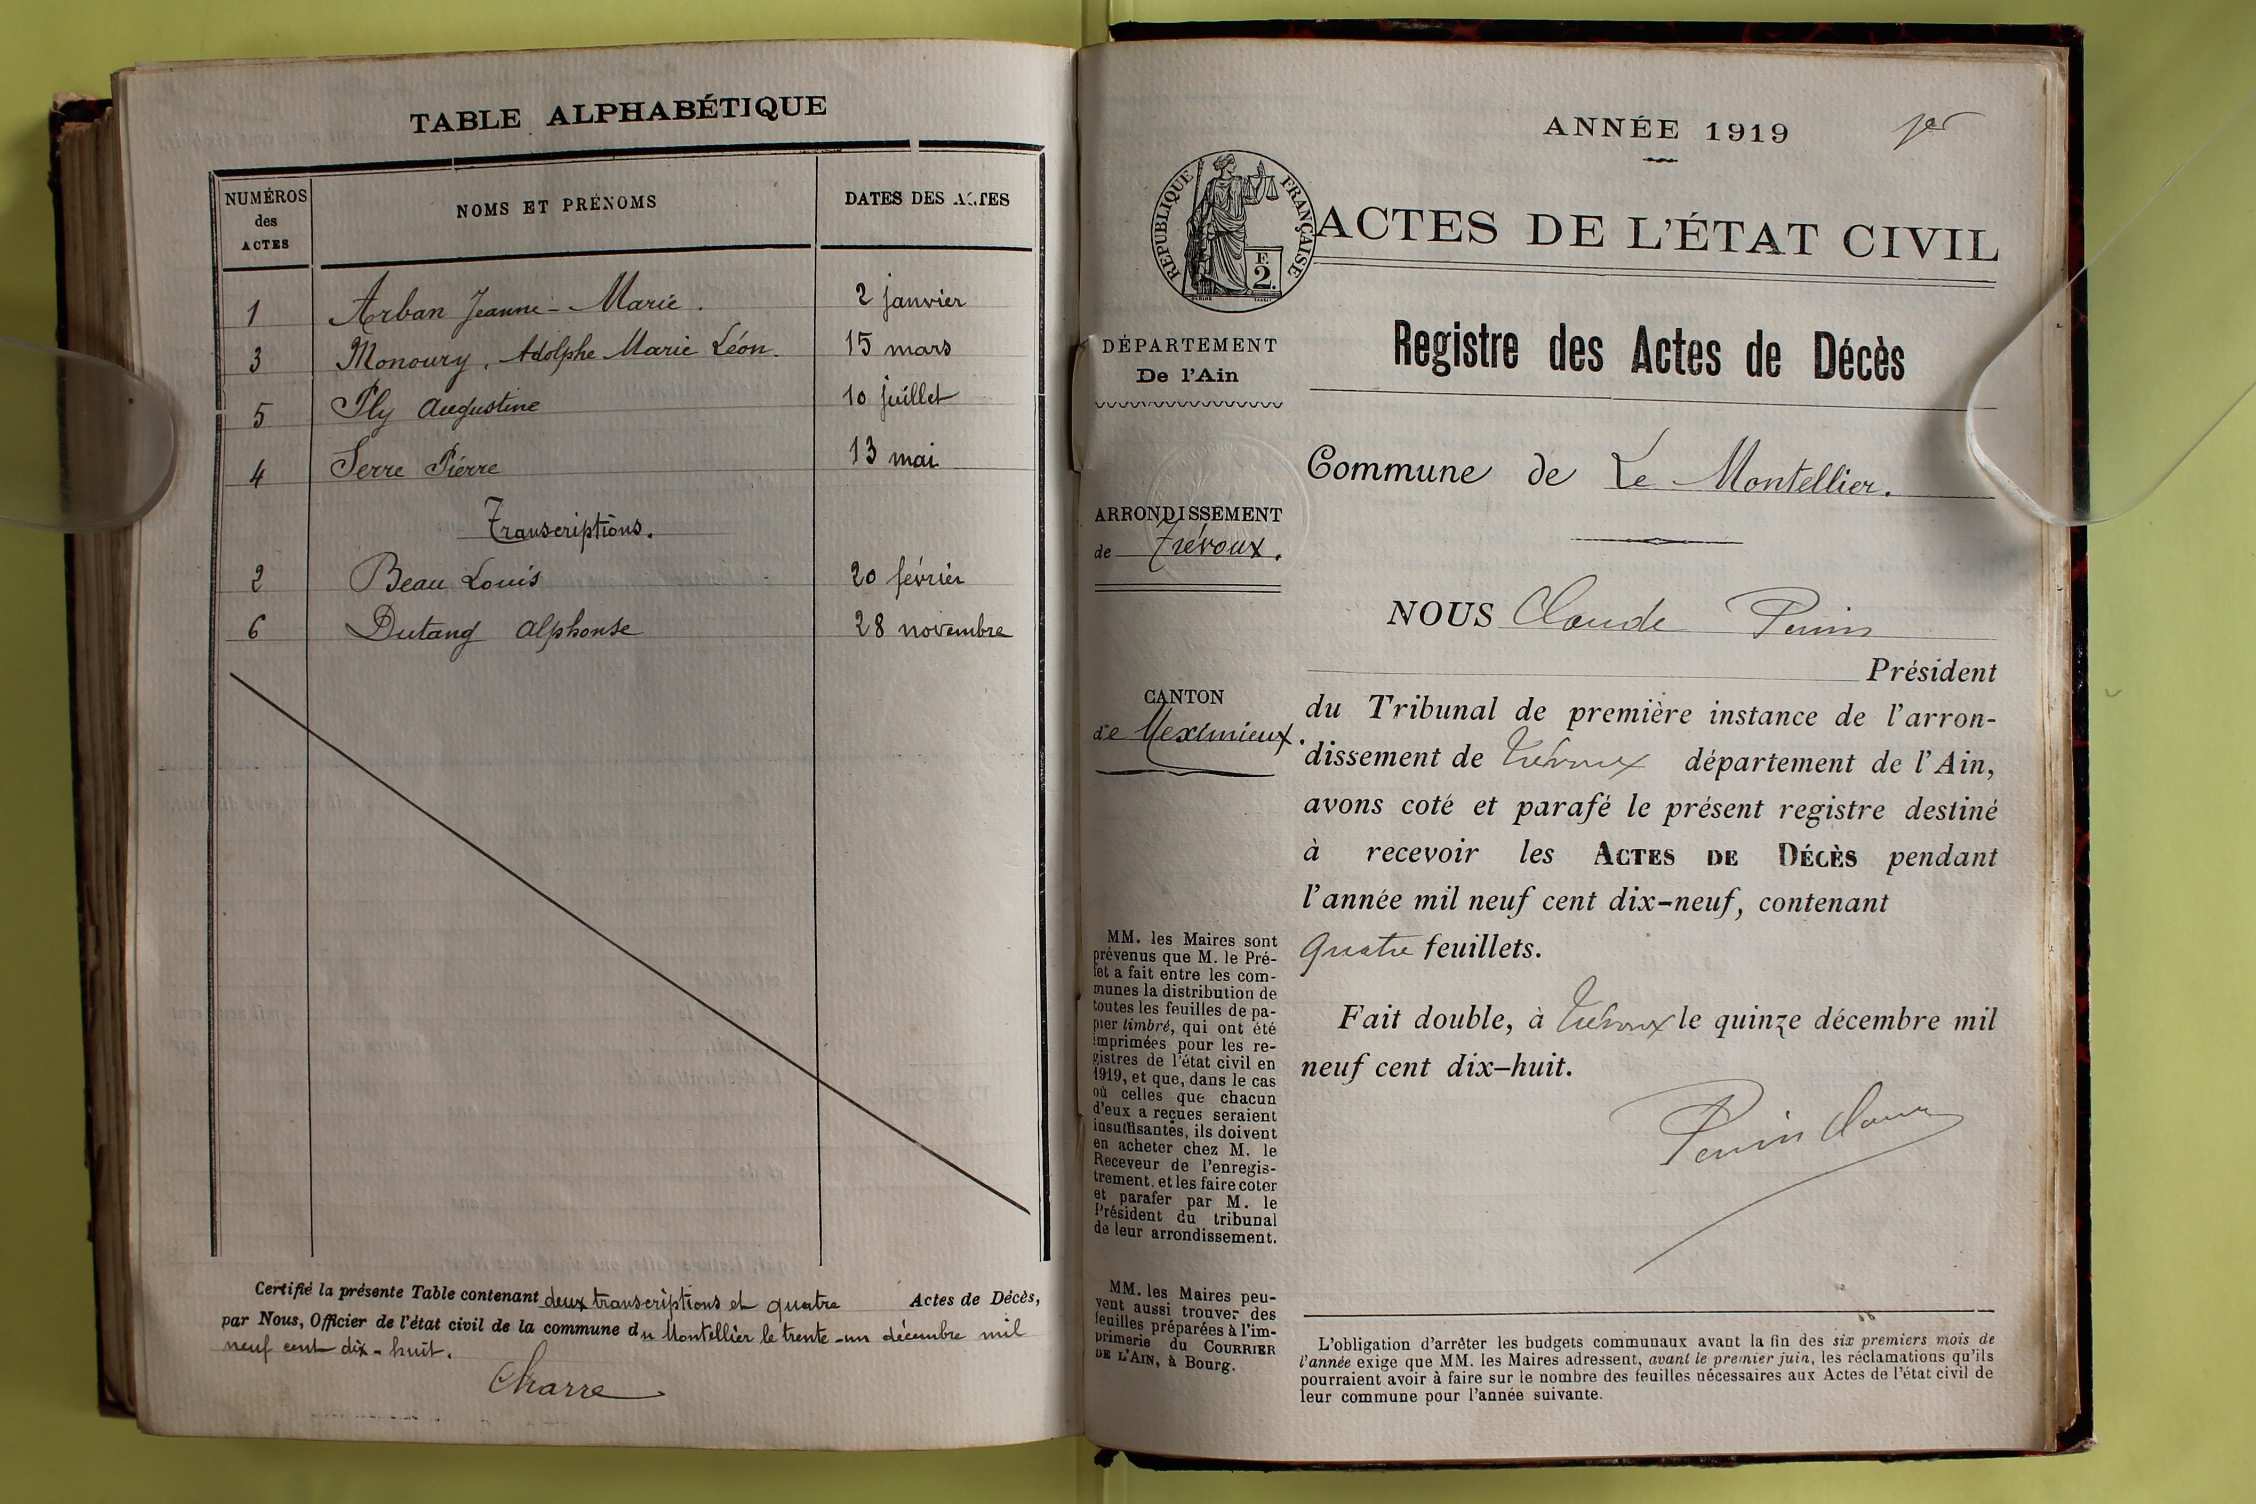 TABLE ALPHABÉTIQUE
NUMÉROS des ACTES
NOMS ET PRÉNOMS
DATES DES ACTES
1 Arban Jeanne-Marie. 2 janvier
3 Monoury, Adolphe Marie Léon. 15 mars
5 Ply Augustine 10 juillet
4 Serre Pierre 13 mai
Transcriptions.
2 Beau Louis 20 février
6 Dutang Alphonse 28 novembre
Certifié la présente Table contenant deux transcriptions et quatre Actes de Décès,
par Nous, Officier de l'état civil de la commune du Montellier le trente-un décembre mil
neuf cent dix-huit.
Charre
ANNÉE 1919 1er
RÉPUBLIQUE FRANÇAISE
F.
2.
ACTES DE L'ÉTAT CIVIL
DÉPARTEMENT
De l'Ain
ARRONDISSEMENT
de Trévoux.
CANTON
de Meximieux.
MM. les Maires sont
prévenus que M. le Pré-
fet a fait entre les com-
munes la distribution de
toutes les feuilles de pa-
pier timbré, qui ont été
imprimées pour les re-
gistres de l'état civil en
1919, et que, dans le cas
où celles que chacun
d'eux a reçues seraient
insuffisantes, ils doivent
en acheter chez M. le
Receveur de l'enregis-
trement, et les faire coter
et parafer par M. le
Président du tribunal
de leur arrondissement.
MM. les Maires peu-
vent aussi trouver des
feuilles préparées à l'im-
primerie du COURRIER
DE L'AIN, à Bourg.
Registre des Actes de Décès
Commune de Le Montellier.
NOUS Claude Perrin
Président
du Tribunal de première instance de l'arron-
dissement de Trévoux département de l'Ain,
avons coté et parafé le présent registre destiné
à recevoir les ACTES DE DÉCÈS pendant
l'année mil neuf cent dix-neuf, contenant
quatre feuillets.
Fait double, à Trévoux le quinze décembre mil
neuf cent dix-huit.
Perrin Claude
L'obligation d'arrêter les budgets communaux avant la fin des six premiers mois de
l'année exige que MM. les Maires adressent, avant le premier juin, les réclamations qu'ils
pourraient avoir à faire sur le nombre des feuilles nécessaires aux Actes de l'état civil de
leur commune pour l'année suivante.